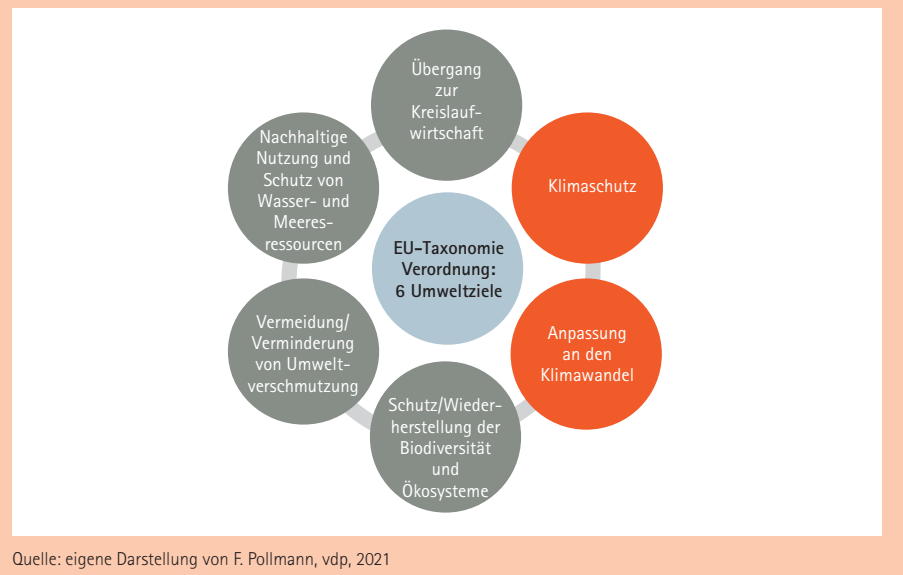 Übergang
zur
Kreislauf-
wirtschaft
Klimaschutz
Anpassung
an den
Klimawandel
Schutz/Wieder-
herstellung der
Biodiversität
und
Ökosysteme
Vermeidung/
Verminderung
von Umwelt-
verschmutzung
Nachhaltige
Nutzung und
Schutz von
Wasser- und
Meeres-
ressourcen
EU-Taxonomie
Verordnung:
6 Umweltziele
Quelle: eigene Darstellung von F. Pollmann, vdp, 2021